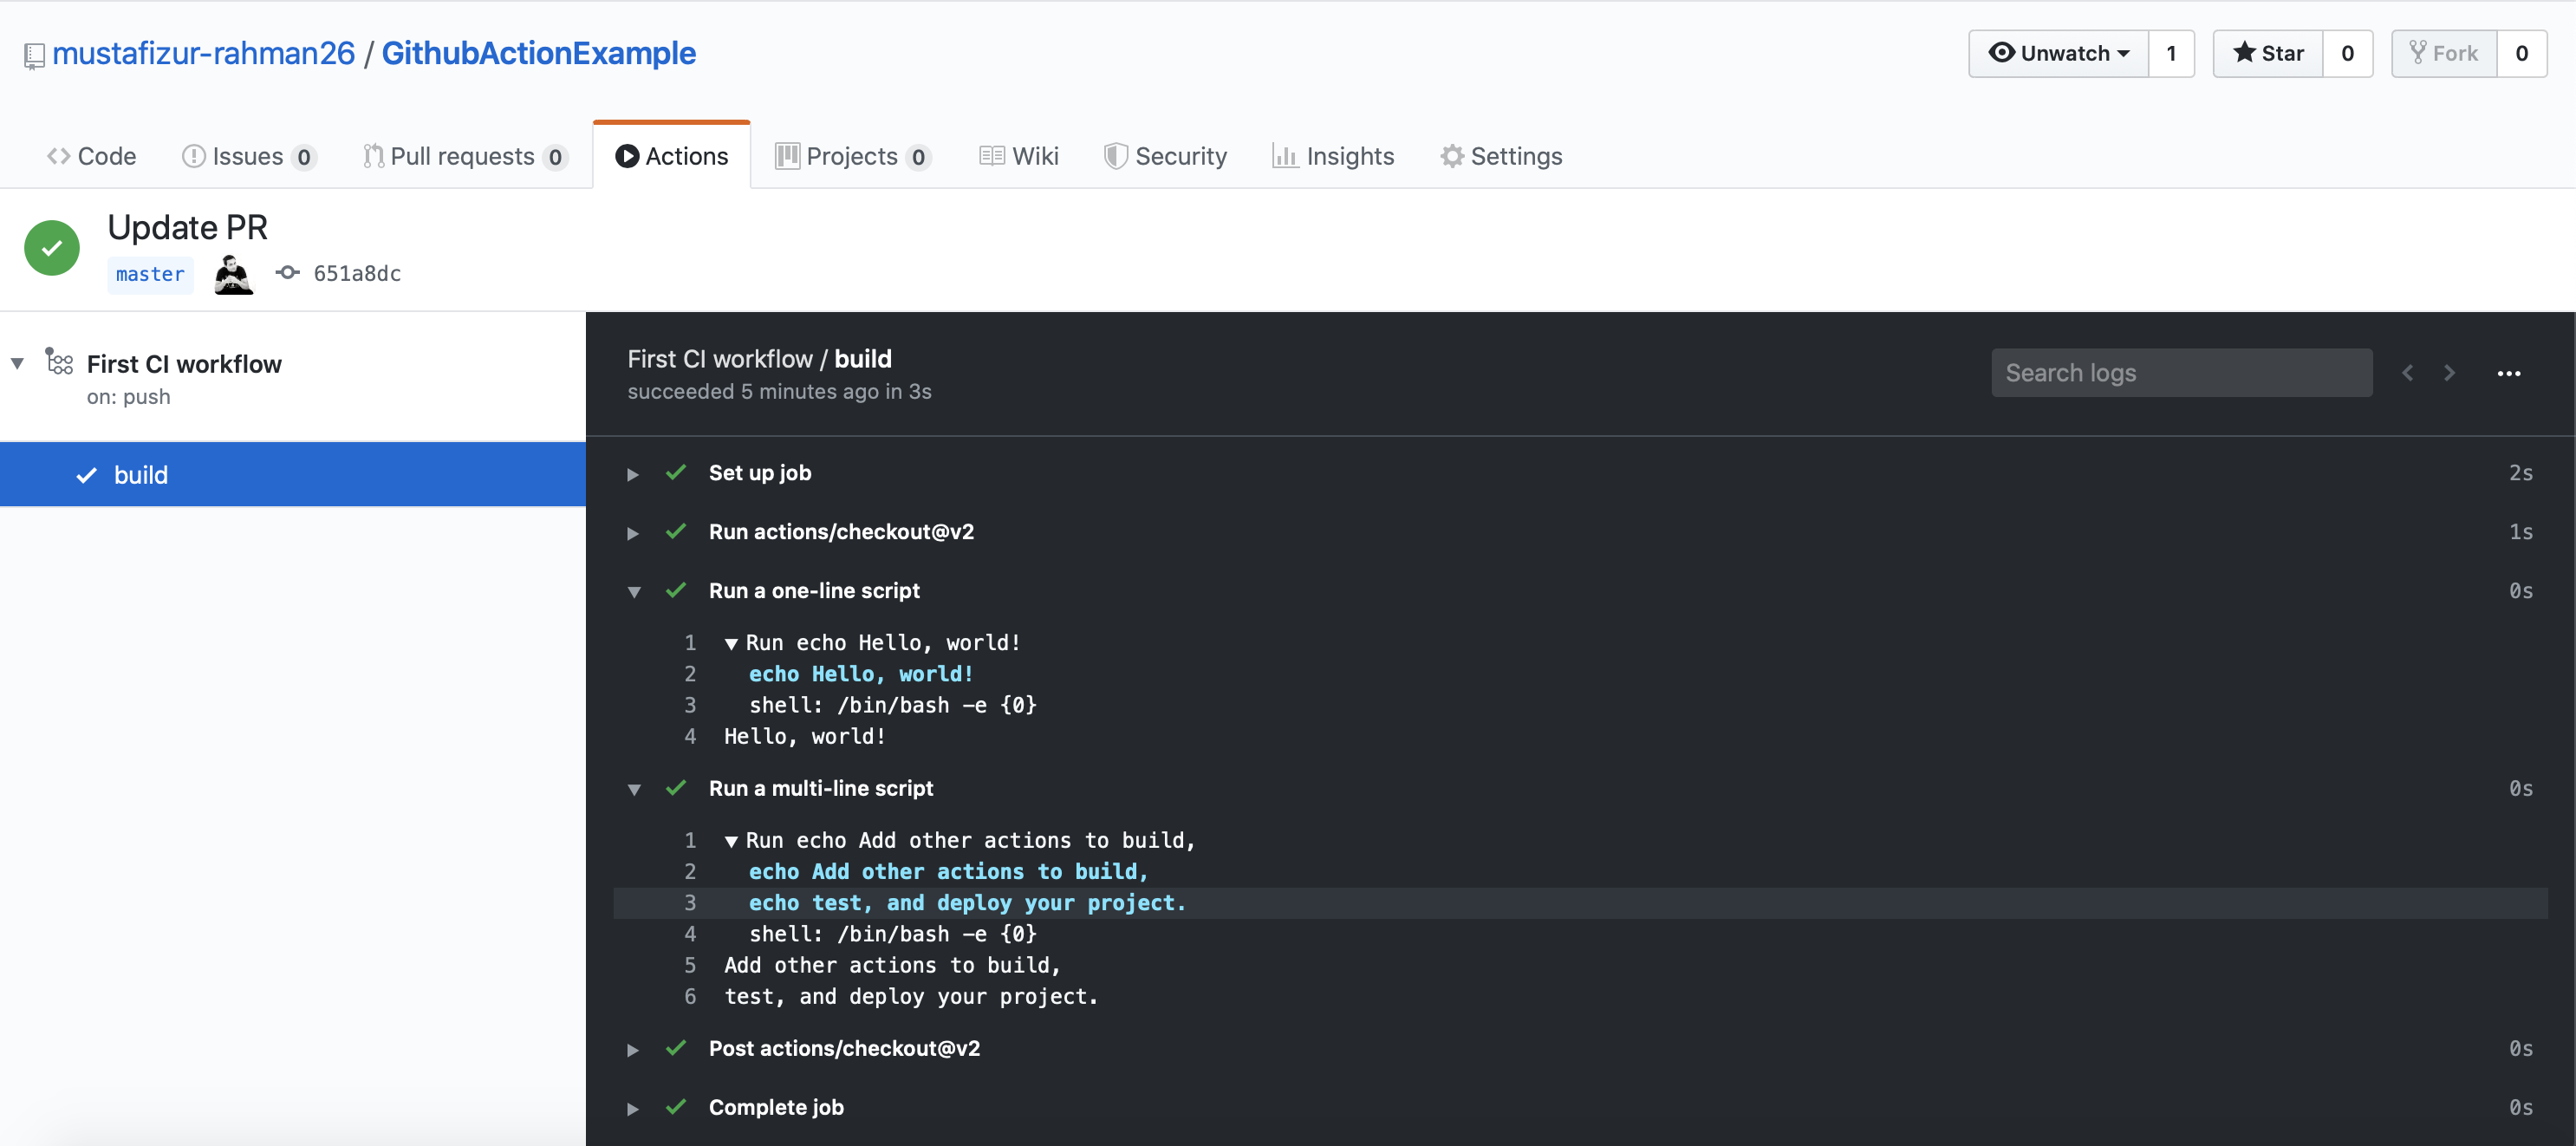 mustafizur-rahman26 / GithubActionExample
Unwatch 1 Star 0 Fork 0
Code Issues 0 Pull requests 0 Actions Projects 0 Wiki Security Insights Settings
Update PR
master 651a8dc
First CI workflow
on: push
build
First CI workflow / build
succeeded 5 minutes ago in 3s
Search logs
Set up job 2s
Run actions/checkout@v2 1s
Run a one-line script 0s
1 Run echo Hello, world!
2 echo Hello, world!
3 shell: /bin/bash -e {0}
4 Hello, world!
Run a multi-line script 0s
1 Run echo Add other actions to build,
2 echo Add other actions to build,
3 echo test, and deploy your project.
4 shell: /bin/bash -e {0}
5 Add other actions to build,
6 test, and deploy your project.
Post actions/checkout@v2 0s
Complete job 0s